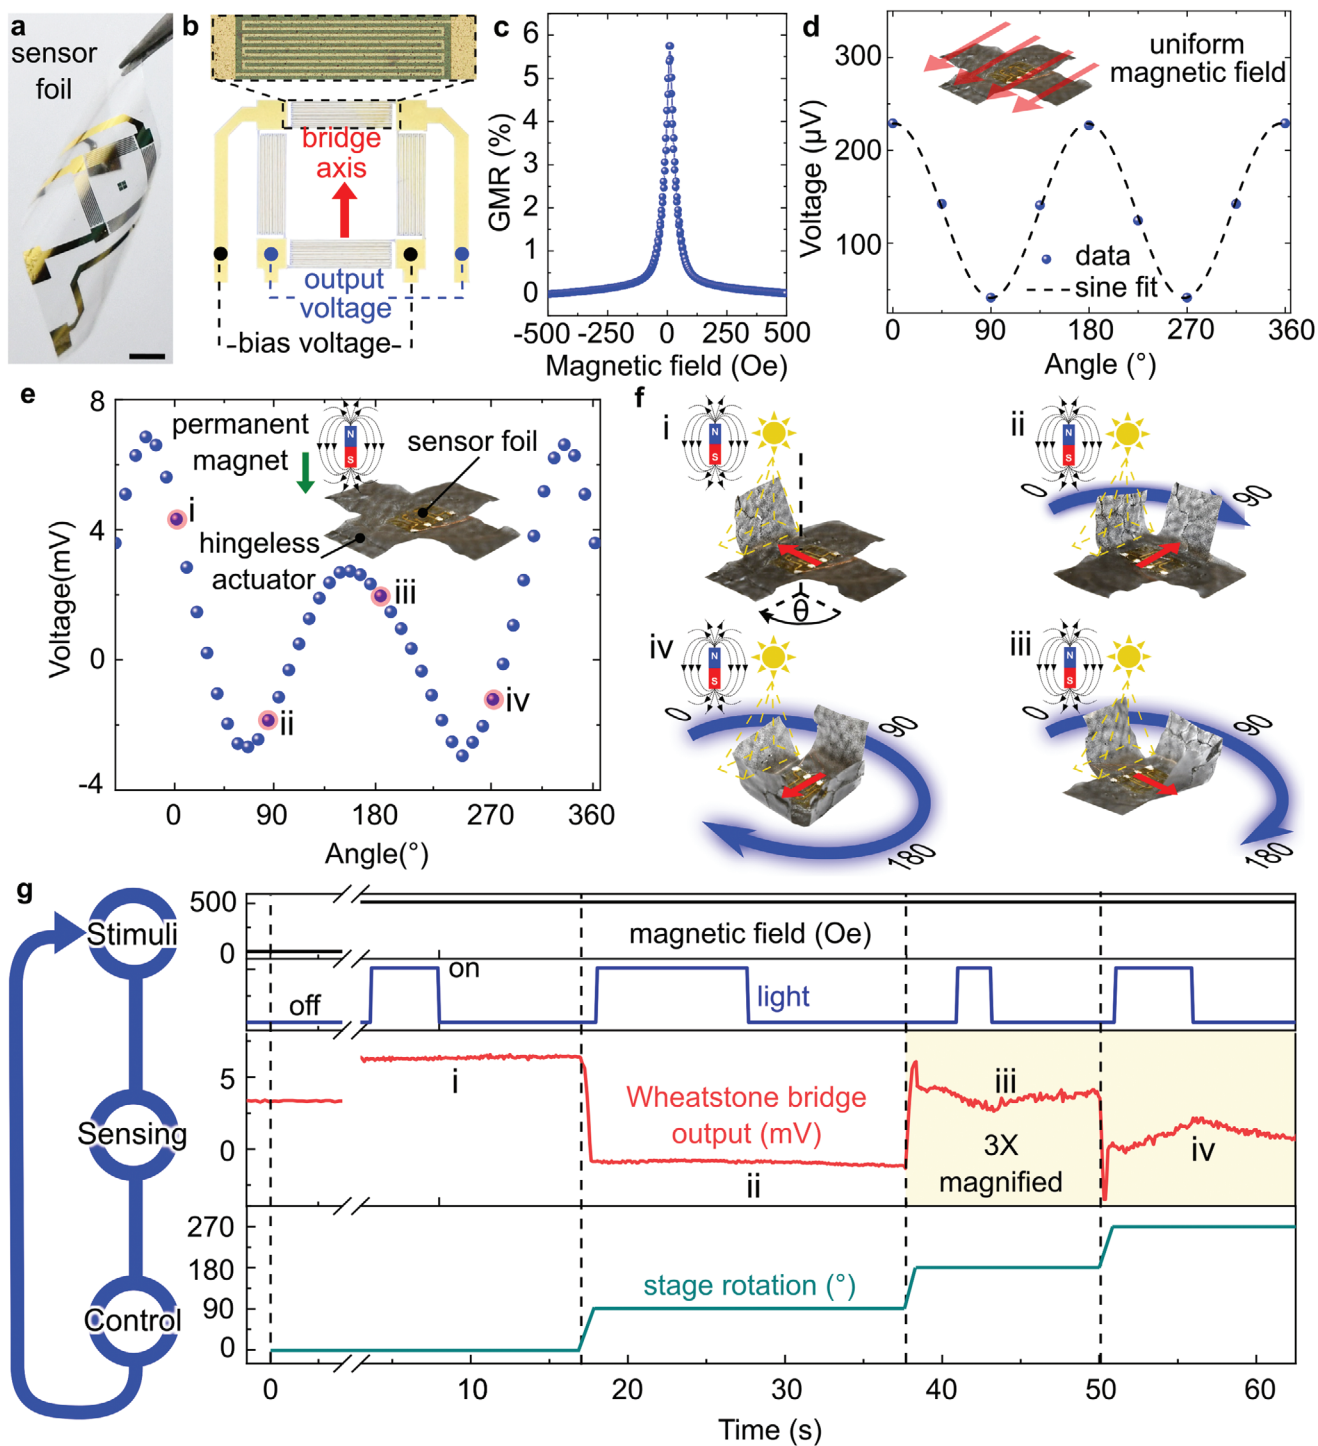 a
sensor
foil
b
bridge
axis
output
voltage
bias voltage
c
GMR (%)
6
5
4
3
2
1
0
-500
-250
0
250
500
Magnetic field (Oe)
d
uniform
magnetic field
Voltage (µV)
300
200
100
data
sine fit
0
90
180
270
360
Angle (°)
e
8
4
0
-4
Voltage(mV)
permanent
magnet
N
S
sensor foil
hingeless
actuator
i
ii
iii
iv
0
90
180
270
360
Angle(°)
f
i
N
S
θ
ii
N
S
0
90
iv
N
S
0
90
180
iii
N
S
0
90
180
g
Stimuli
Sensing
Control
500
0
magnetic field (Oe)
on
off
light
5
0
i
Wheatstone bridge
output (mV)
ii
iii
3X
magnified
iv
270
180
90
0
stage rotation (°)
0
10
20
30
40
50
60
Time (s)